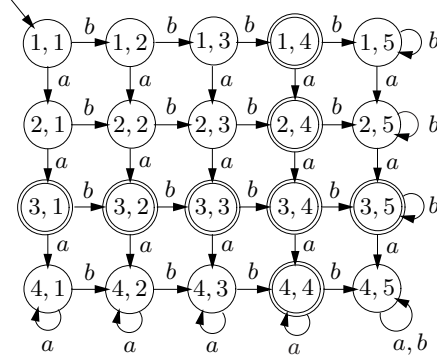 1, 1 b 1, 2 b 1, 3 b 1, 4 b 1, 5 b
a a a a a
2, 1 b 2, 2 b 2, 3 b 2, 4 b 2, 5 b
a a a a a
3, 1 b 3, 2 b 3, 3 b 3, 4 b 3, 5 b
a a a a a
4, 1 b 4, 2 b 4, 3 b 4, 4 b 4, 5
a a a a a, b